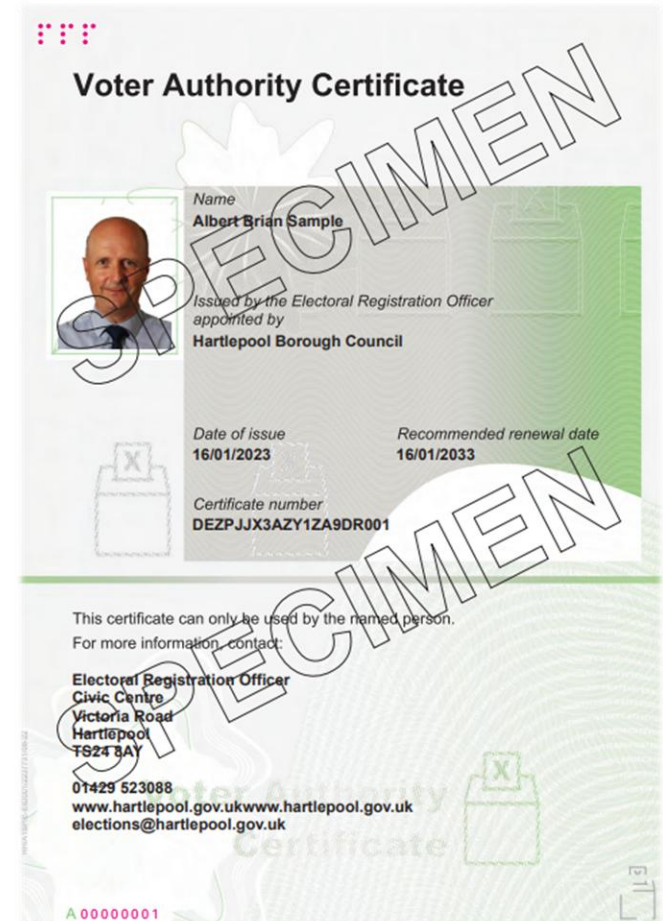 Voter Authority Certificate
SPECIMEN
Name
Albert Brian Sample
Issued by the Electoral Registration Officer
appointed by
Hartlepool Borough Council
Date of issue
16/01/2023
Recommended renewal date
16/01/2033
X
Certificate number
DEZPJJX3AZY1ZA9DR001
SPECIMEN
This certificate can only be used by the named person.
For more information, contact:
Electoral Registration Officer
Civic Centre
Victoria Road
Hartlepool
TS24 8AY
01429 523088
www.hartlepool.gov.ukwww.hartlepool.gov.uk
elections@hartlepool.gov.uk
Voter Authority
Certificate
X
A 00000001